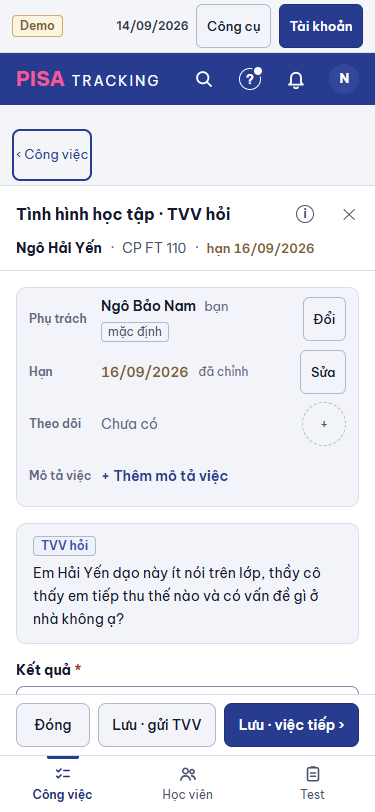 Demo 14/09/2026 Công cụ Tài khoản
PISA TRACKING ? N
‹ Công việc
Tình hình học tập · TVV hỏi i ×
Ngô Hải Yến · CP FT 110 · hạn 16/09/2026
Phụ trách Ngô Bảo Nam bạn Đổi
mặc định
Hạn 16/09/2026 đã chỉnh Sửa
Theo dõi Chưa có +
Mô tả việc + Thêm mô tả việc
TVV hỏi
Em Hải Yến dạo này ít nói trên lớp, thầy cô
thấy em tiếp thu thế nào và có vấn đề gì ở
nhà không ạ?
Kết quả *
Đóng Lưu · gửi TVV Lưu · việc tiếp ›
Công việc Học viên Test